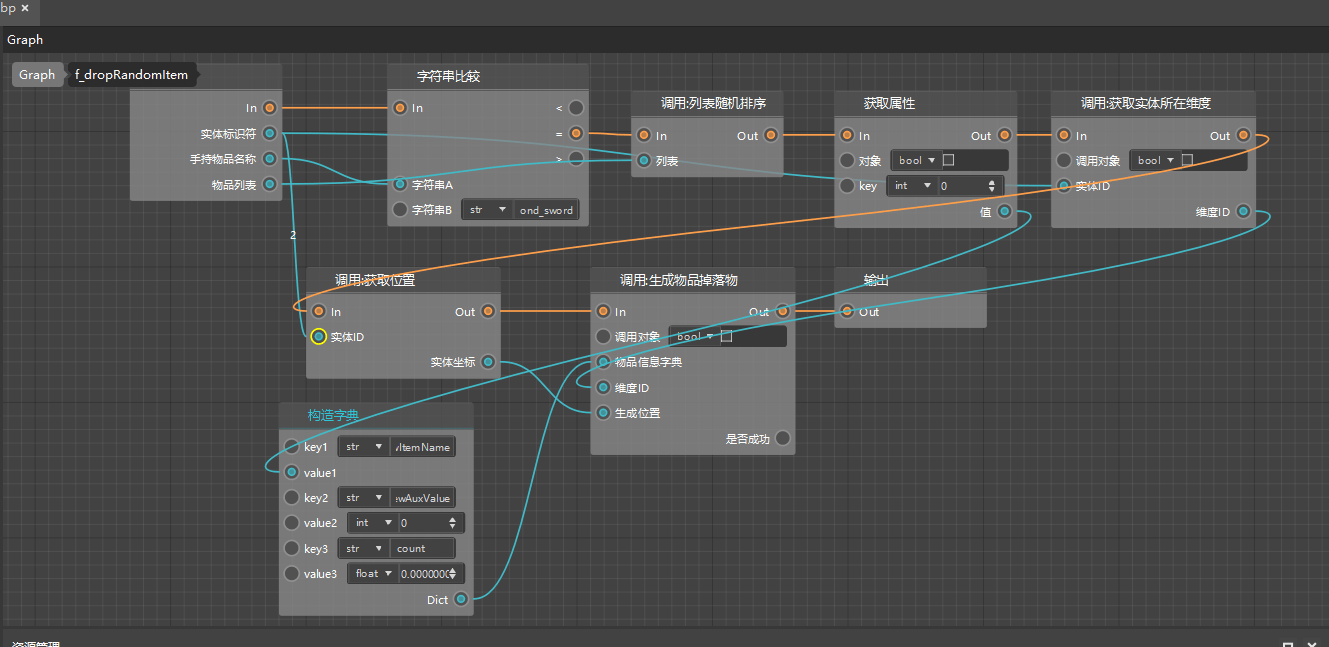 bp
Graph
Graph
f_dropRandomItem
In
实体标识符
手持物品名称
物品列表
字符串比较
In
<
=
>
字符串A
字符串B
str
ond_sword
调用:列表随机排序
In
Out
列表
获取属性
In
Out
对象
bool
key
int
0
值
调用:获取实体所在维度
In
Out
调用对象
bool
实体ID
维度ID
2
调用:获取位置
In
Out
实体ID
实体坐标
调用:生成物品掉落物
In
Out
调用对象
bool
物品信息字典
维度ID
生成位置
是否成功
输出
Out
构造字典
key1
str
ItemName
value1
key2
str
ewAuxValue
value2
int
0
key3
str
count
value3
float
0.0000000
Dict
资源管理